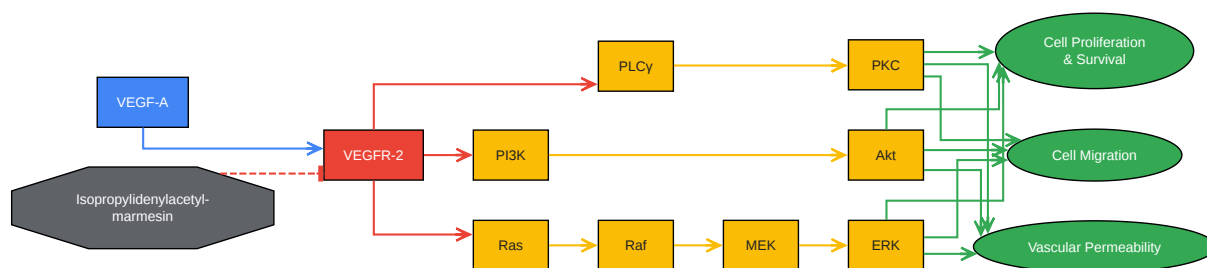 Cell Proliferation
& Survival
PLCγ
PKC
VEGF-A
VEGFR-2
PI3K
Akt
Cell Migration
Isopropylidenylacetyl-
marmesin
Ras
Raf
MEK
ERK
Vascular Permeability